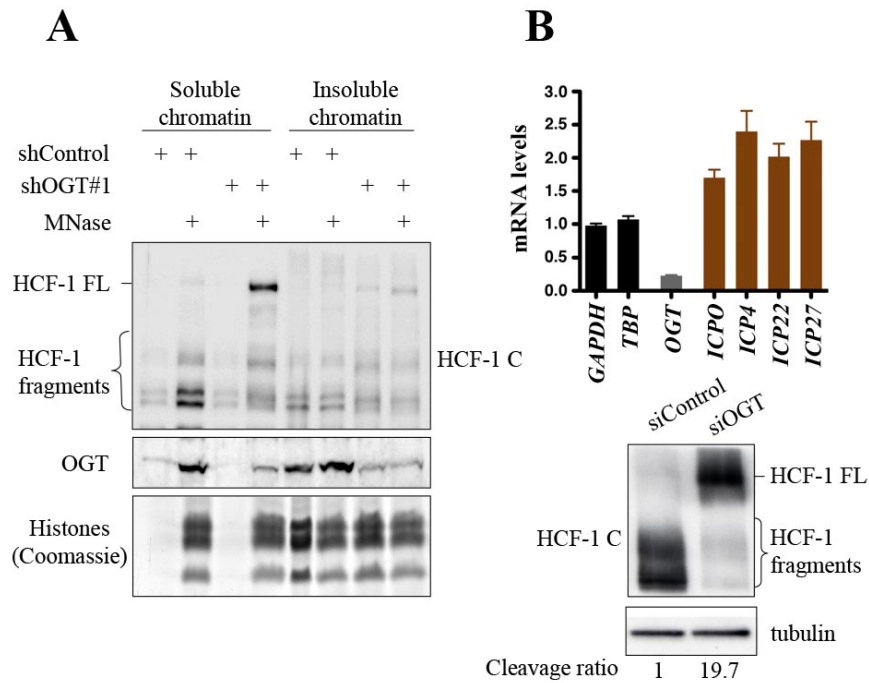 A
Soluble chromatin
Insoluble chromatin
shControl + + + +
shOGT#1 + + + +
MNase + + + +
HCF-1 FL
HCF-1 fragments
HCF-1 C
OGT
Histones
(Coomassie)
B
mRNA levels
3.0
2.5
2.0
1.5
1.0
0.5
0.0
GAPDH TBP OGT ICPO ICP4 ICP22 ICP27
siControl siOGT
HCF-1 FL
HCF-1 C
HCF-1 fragments
tubulin
Cleavage ratio 1 19.7